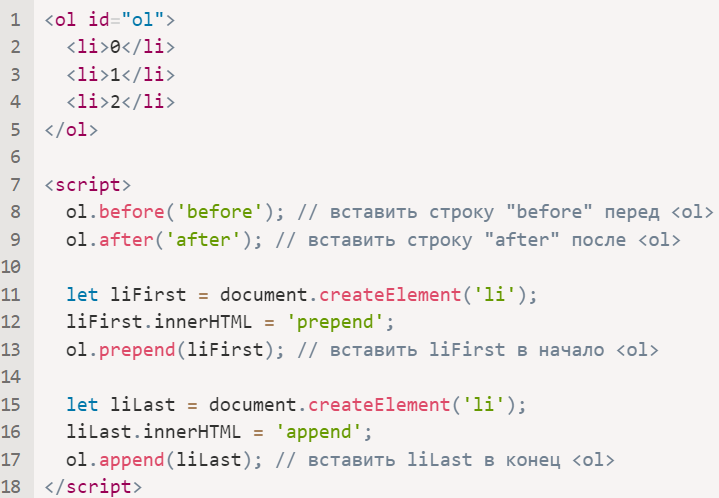 1 <ol id="ol">
2   <li>0</li>
3   <li>1</li>
4   <li>2</li>
5 </ol>
6
7 <script>
8   ol.before('before'); // вставить строку "before" перед <ol>
9   ol.after('after'); // вставить строку "after" после <ol>
10
11   let liFirst = document.createElement('li');
12   liFirst.innerHTML = 'prepend';
13   ol.prepend(liFirst); // вставить liFirst в начало <ol>
14
15   let liLast = document.createElement('li');
16   liLast.innerHTML = 'append';
17   ol.append(liLast); // вставить liLast в конец <ol>
18 </script>